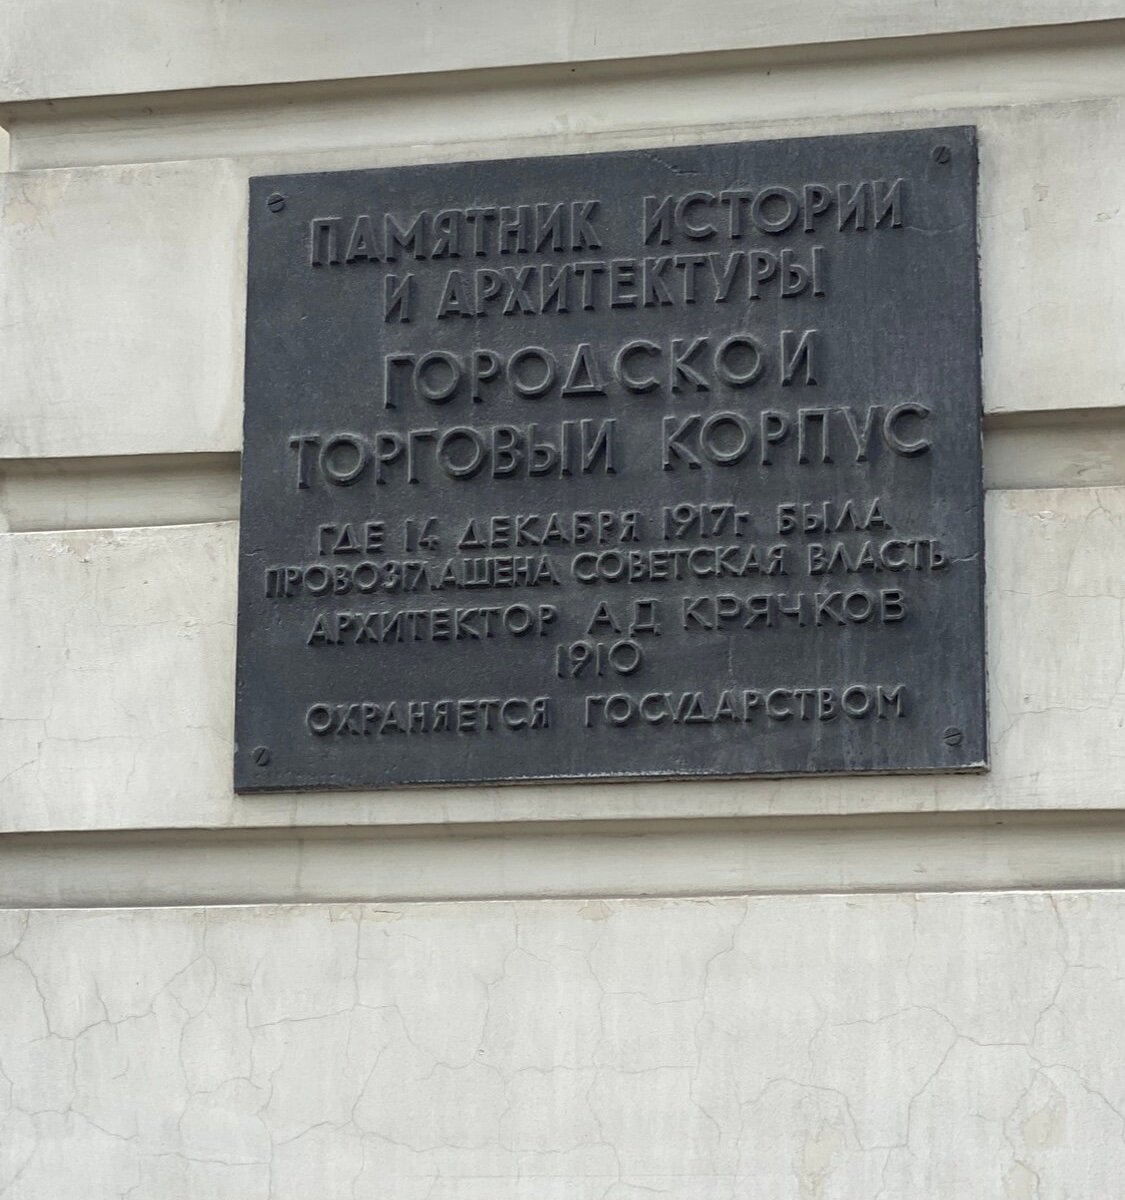 ПАМЯТНИК ИСТОРИИ
И АРХИТЕКТУРЫ
ГОРОДСКОЙ
ТОРГОВЫЙ КОРПУС
ГДЕ 14 ДЕКАБРЯ 1917г БЫЛА
ПРОВОЗГЛАШЕНА СОВЕТСКАЯ ВЛАСТЬ
АРХИТЕКТОР АД КРЯЧКОВ
1910
ОХРАНЯЕТСЯ ГОСУДАРСТВОМ